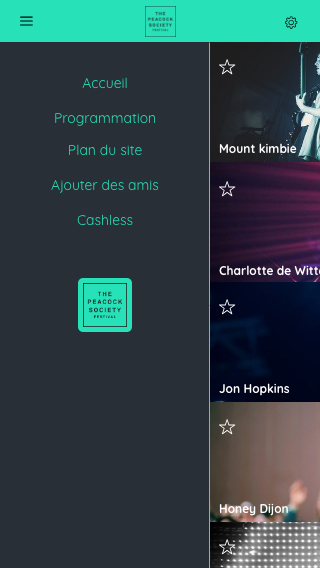 THE
PEACOCK
SOCIETY
FESTIVAL
Accueil
Programmation
Plan du site
Ajouter des amis
Cashless
THE
PEACOCK
SOCIETY
FESTIVAL
Mount kimbie
Charlotte de Witt
Jon Hopkins
Honey Dijon